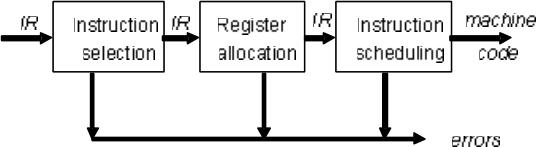 IR
Instruction
selection
IR
Register
allocation
IR
Instruction
scheduling
machine
code
errors